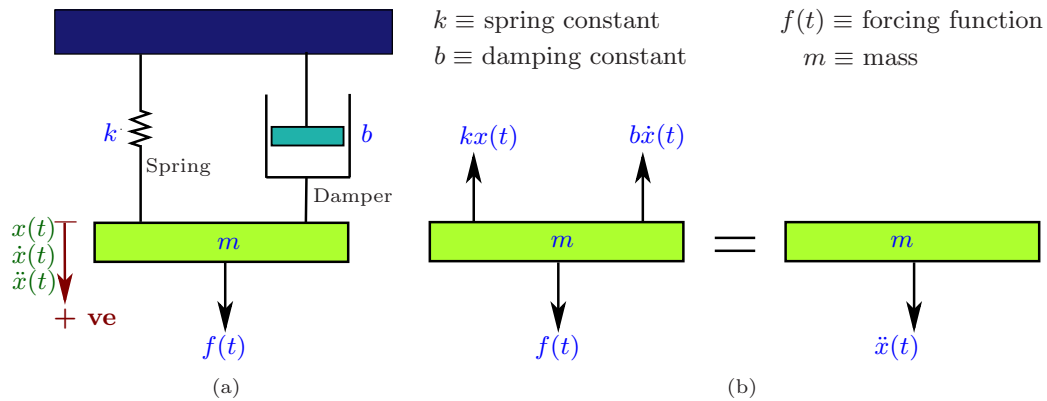 k ≡ spring constant
b ≡ damping constant
f(t) ≡ forcing function
m ≡ mass
k
Spring
b
Damper
x(t)
ẋ(t)
ẍ(t)
+ ve
m
f(t)
(a)
kx(t)
bẋ(t)
m
f(t)
=
m
ẍ(t)
(b)